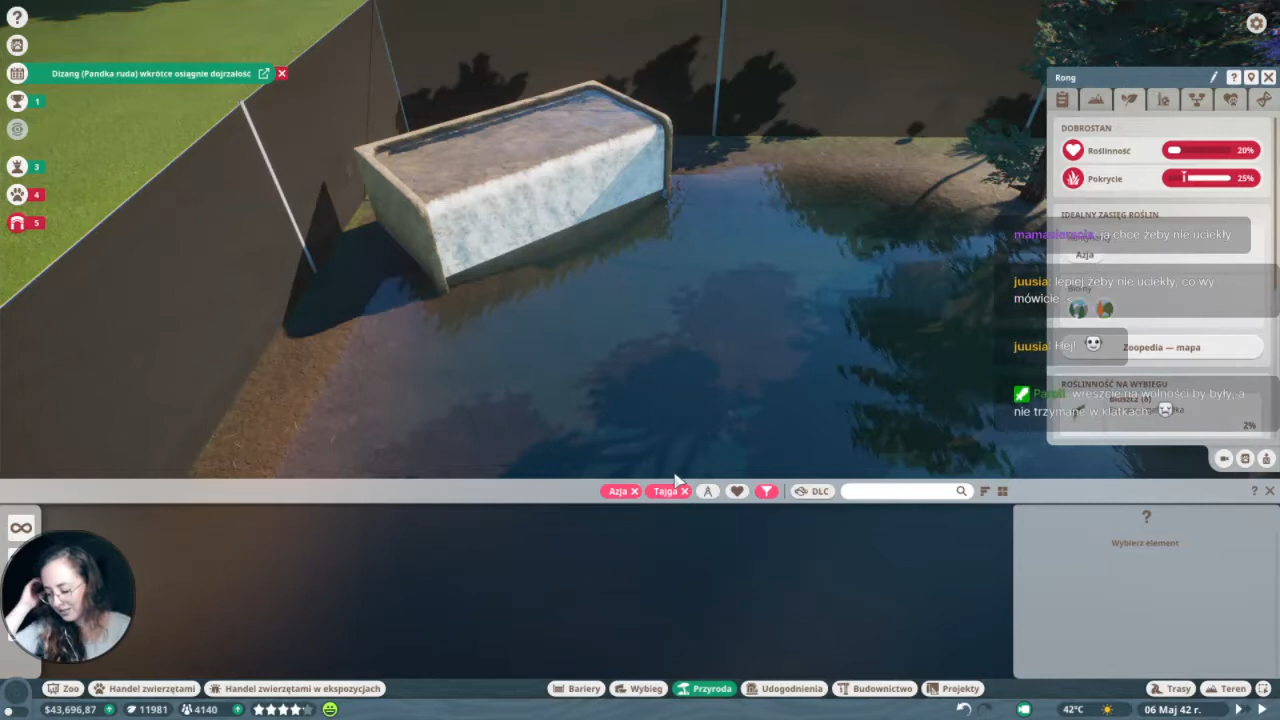 ?
Dizang (Pandka ruda) wkrótce osiągnie dojrzałość
1
3
4
5
Rong
?
DOBROSTAN
Roślinność 20%
Pokrycie 25%
IDEALNY ZASIĘG ROŚLIN
mamasieracia: ja chce żeby nie uciekły
Azja
juusia: lepiej żeby nie uciekły, co wy
mówicie <
juusia: Hej!
Zoopedia — mapa
ROŚLINNOŚĆ NA WYBIEGU
Bluszcz (8)
wreszcie na wolności by były, a
nie trzymane w klatkach
2%
Azja
Tajga
DLC
?
?
Wybierz element
Zoo
Handel zwierzętami
Handel zwierzętami w ekspozycjach
Bariery
Wybieg
Przyroda
Udogodnienia
Budownictwo
Projekty
Trasy
Teren
$43,696,87
11981
4140
42°C
06 Maj 42 r.